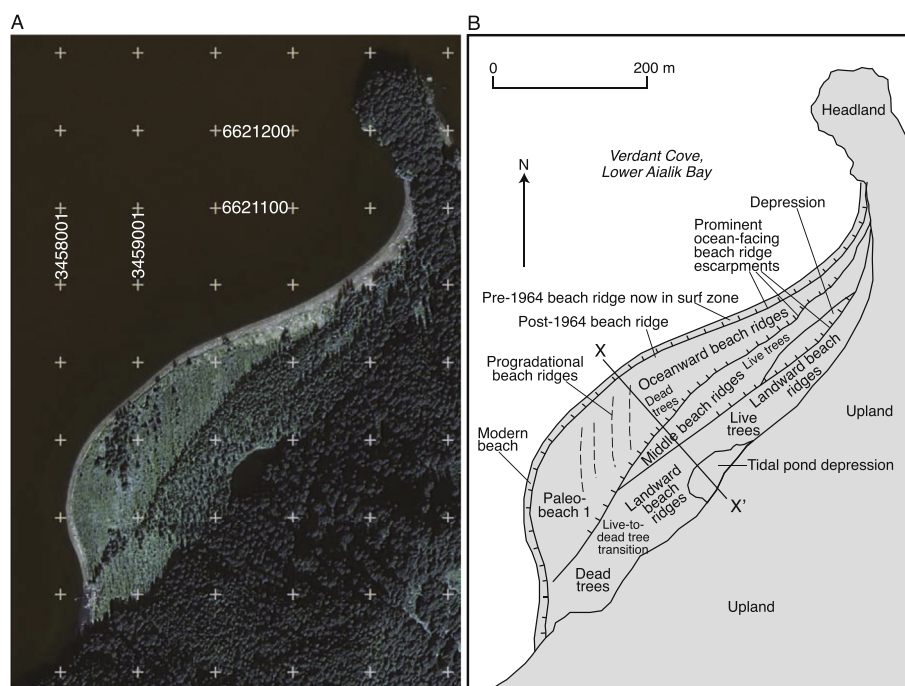 A
6621200
6621100
3458001
3459001
B
0
200 m
Headland
N
Verdant Cove,
Lower Aialik Bay
Depression
Prominent
ocean-facing
beach ridge
escarpments
Pre-1964 beach ridge now in surf zone
Post-1964 beach ridge
X
Progradational
beach ridges
Oceanward beach ridges
Live trees
Dead
trees
Middle beach ridges
Landward beach
ridges
Live
trees
Upland
Modern
beach
Tidal pond depression
Landward
beach
ridges
X'
Paleo-
beach 1
Live-to-
dead tree
transition
Dead
trees
Upland